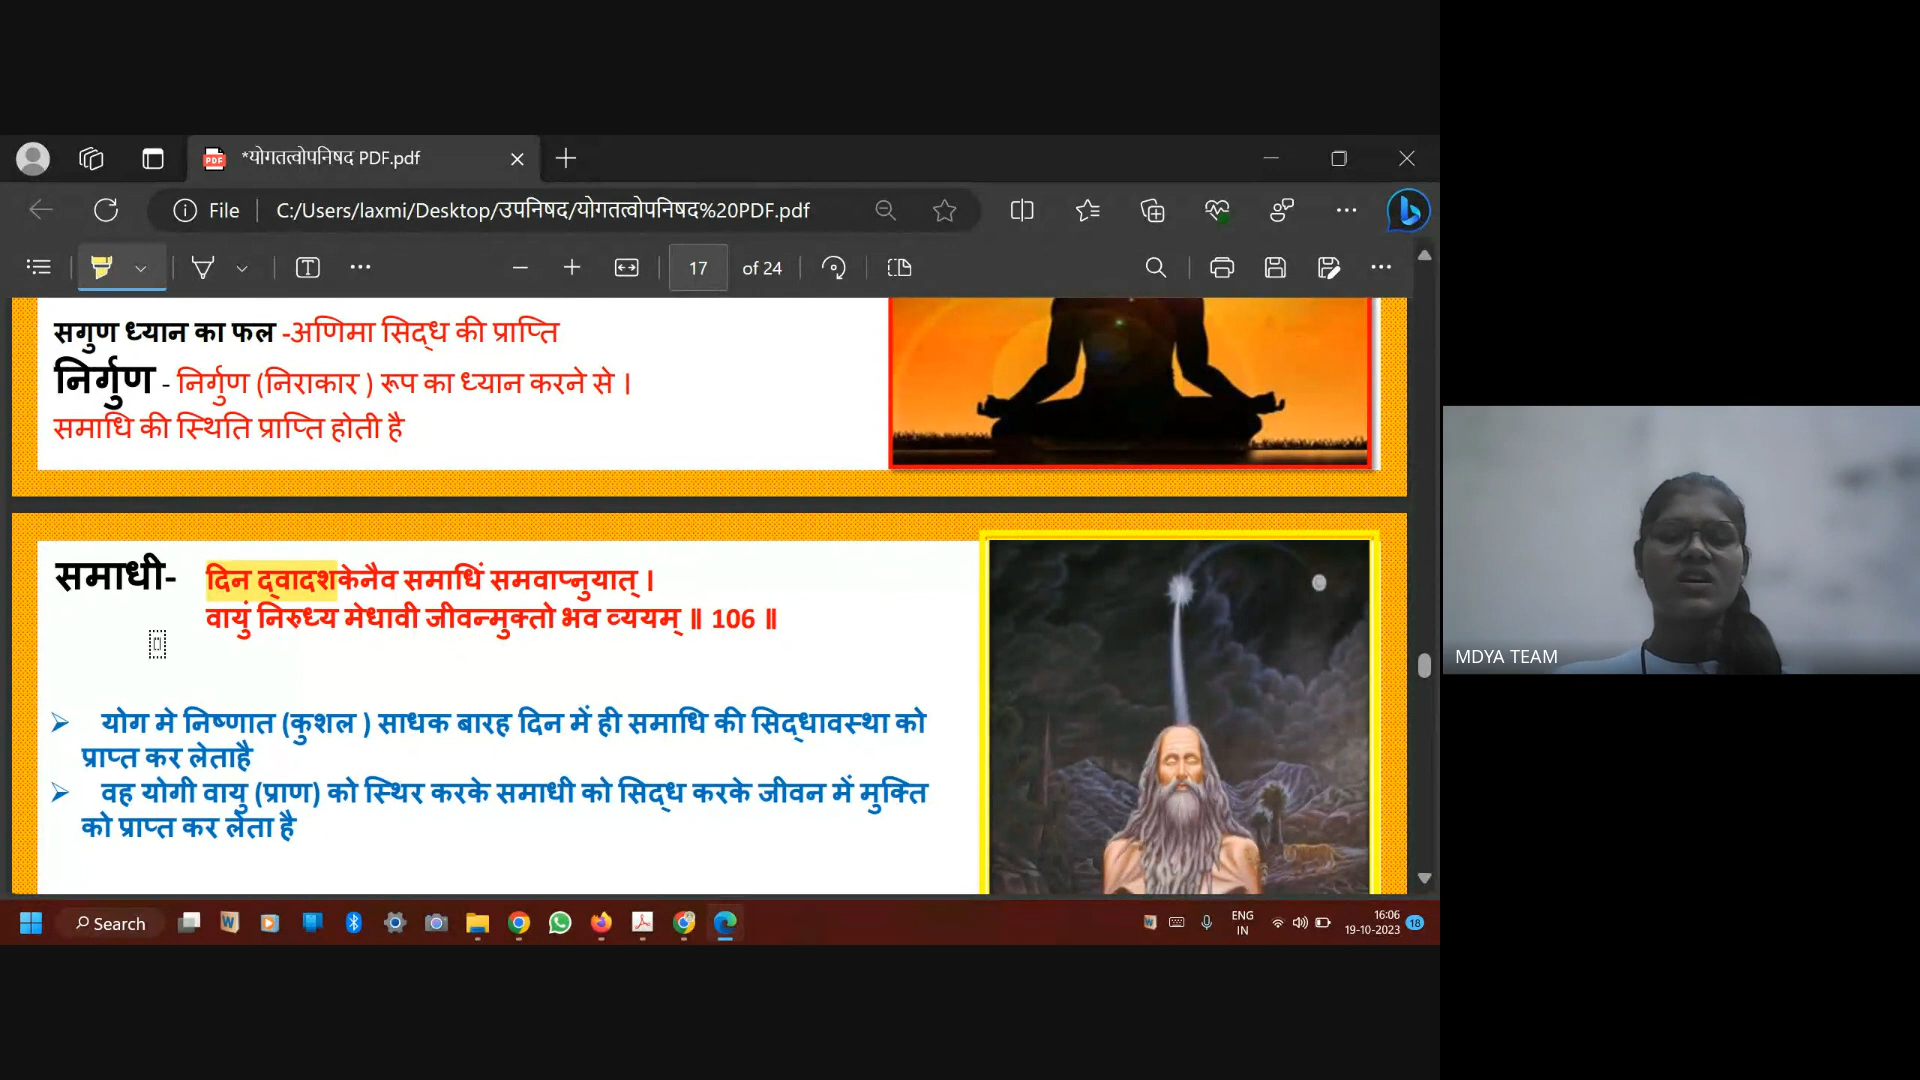 *योगतत्वोपनिषद PDF.pdf
File
C:/Users/laxmi/Desktop/उपनिषद/योगतत्वोपनिषद%20PDF.pdf
17 of 24
सगुण ध्यान का फल -अणिमा सिद्ध की प्राप्ति
निर्गुण - निर्गुण (निराकार ) रूप का ध्यान करने से ।
समाधि की स्थिति प्राप्ति होती है
समाधी- दिन द्वादशकेनैव समाधिं समवाप्नुयात् ।
वायुं निरुध्य मेधावी जीवन्मुक्तो भव व्ययम् ॥ 106 ॥
➢ योग मे निष्णात (कुशल ) साधक बारह दिन में ही समाधि की सिद्धावस्था को
प्राप्त कर लेताहै
➢ वह योगी वायु (प्राण) को स्थिर करके समाधी को सिद्ध करके जीवन में मुक्ति
को प्राप्त कर लेता है
MDYA TEAM
Search
ENG
IN
16:06
19-10-2023
18